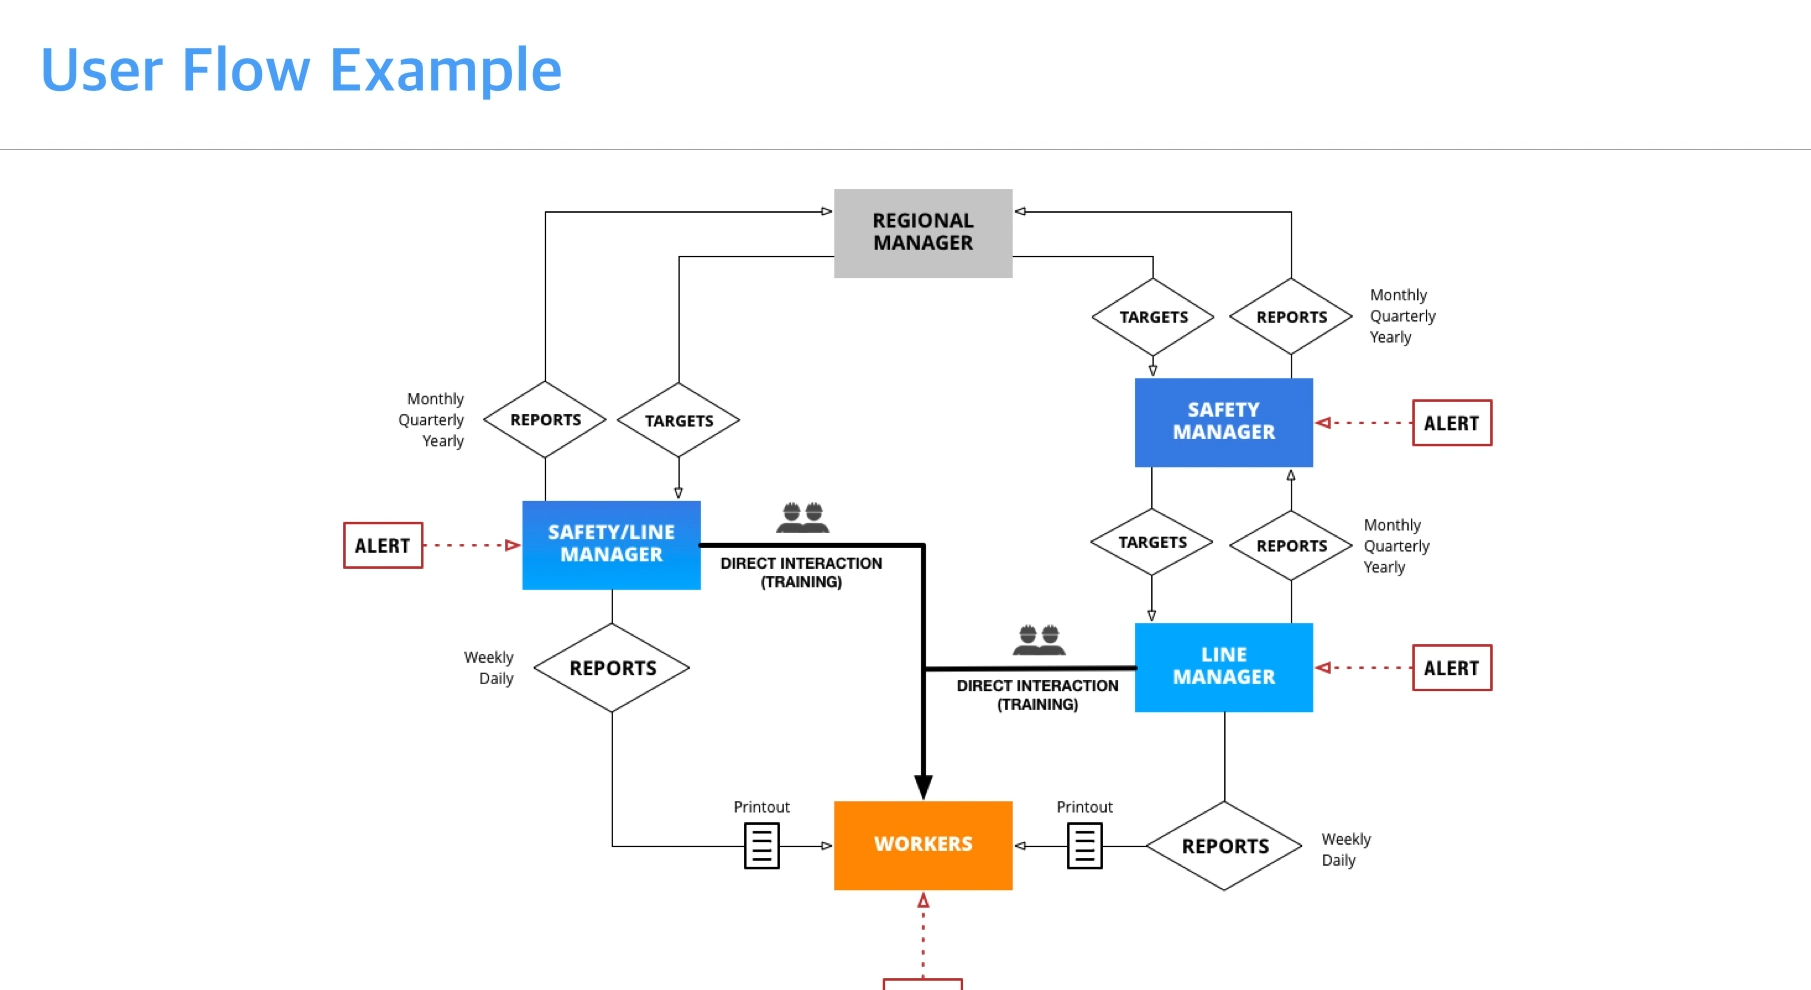 User Flow Example
REGIONAL
MANAGER
TARGETS
REPORTS
Monthly
Quarterly
Yearly
Monthly
Quarterly
Yearly
REPORTS
TARGETS
SAFETY
MANAGER
ALERT
ALERT
SAFETY/LINE
MANAGER
DIRECT INTERACTION
(TRAINING)
TARGETS
REPORTS
Monthly
Quarterly
Yearly
Weekly
Daily
REPORTS
DIRECT INTERACTION
(TRAINING)
LINE
MANAGER
ALERT
Printout
WORKERS
Printout
REPORTS
Weekly
Daily